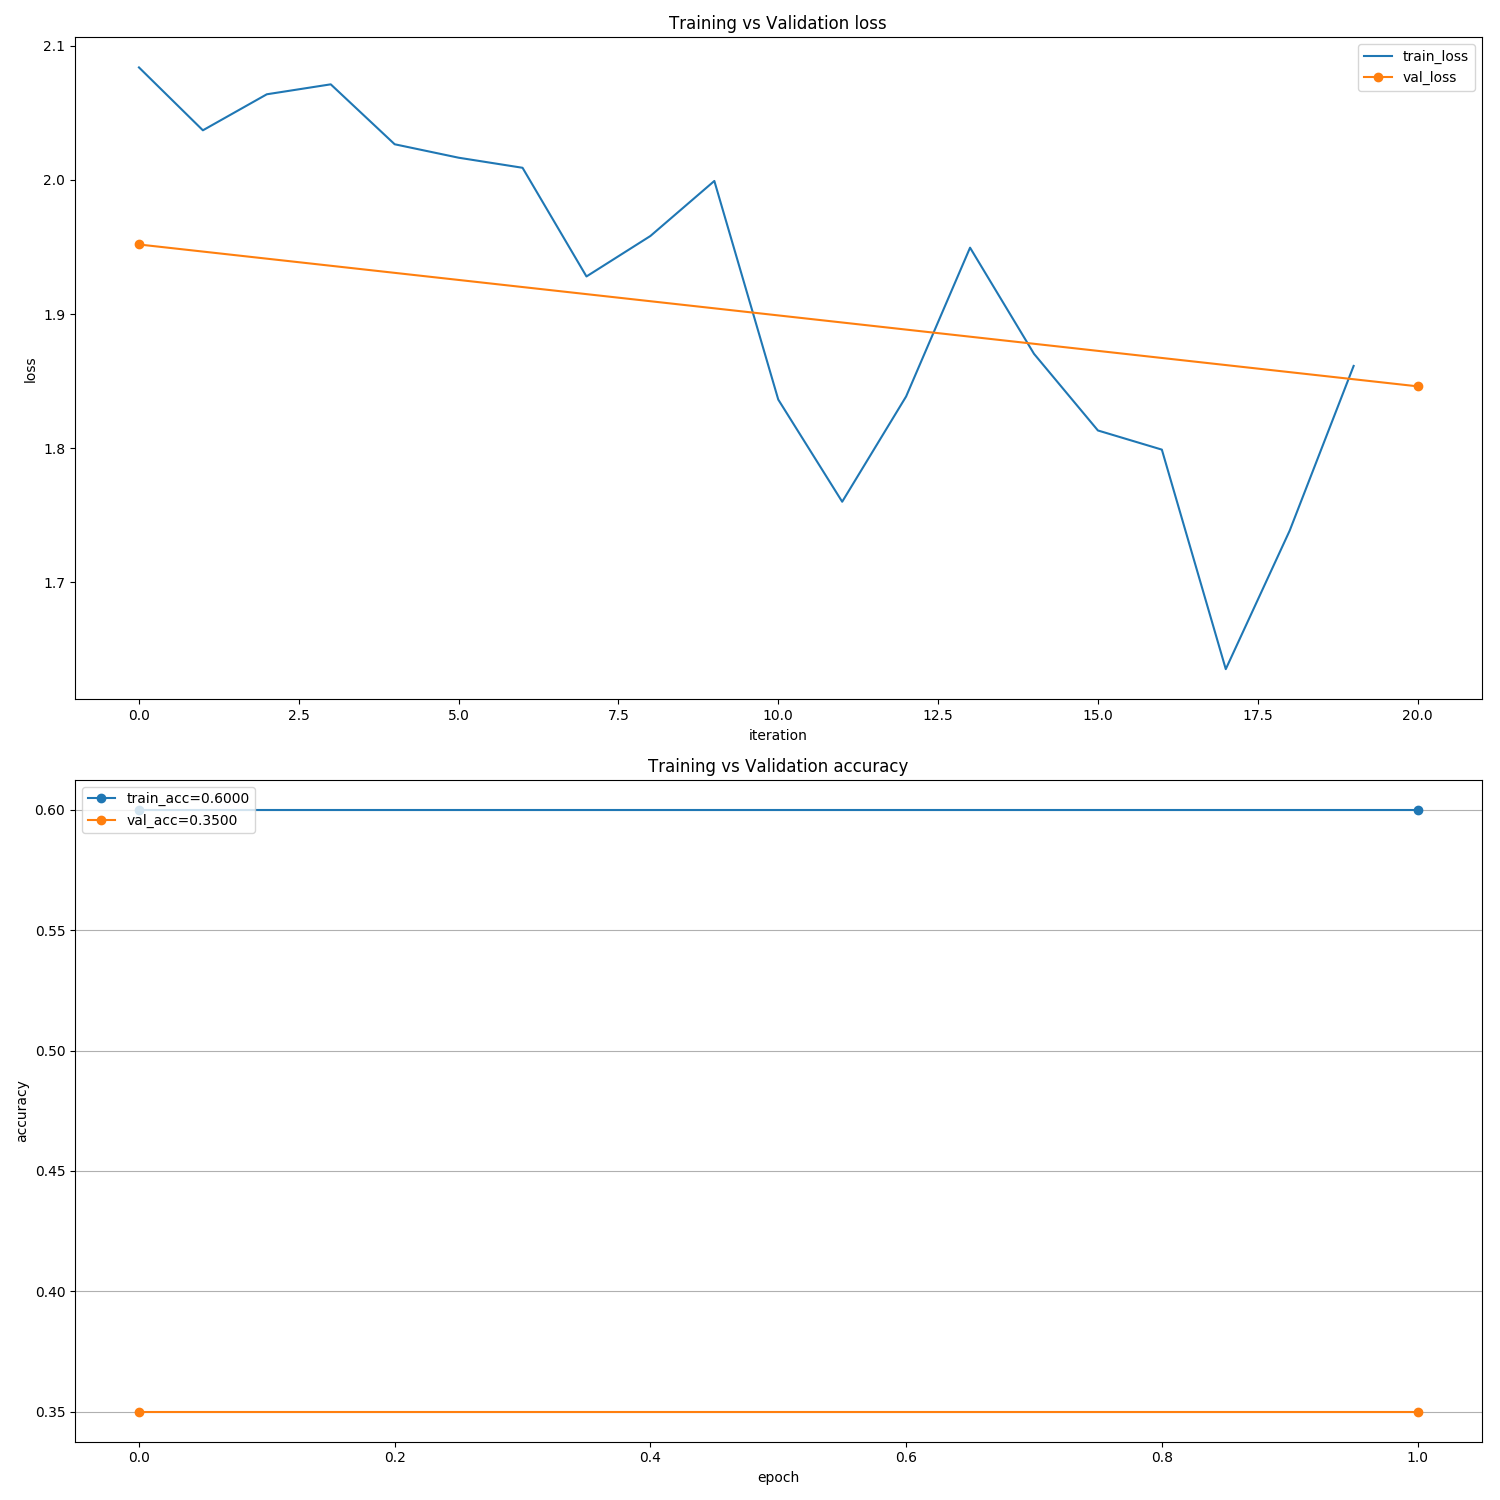 Training vs Validation loss
train_loss
val_loss
2.1
2.0
1.9
1.8
1.7
loss
0.0 2.5 5.0 7.5 10.0 12.5 15.0 17.5 20.0
iteration
Training vs Validation accuracy
train_acc=0.6000
val_acc=0.3500
0.60
0.55
0.50
0.45
0.40
0.35
accuracy
0.0 0.2 0.4 0.6 0.8 1.0
epoch